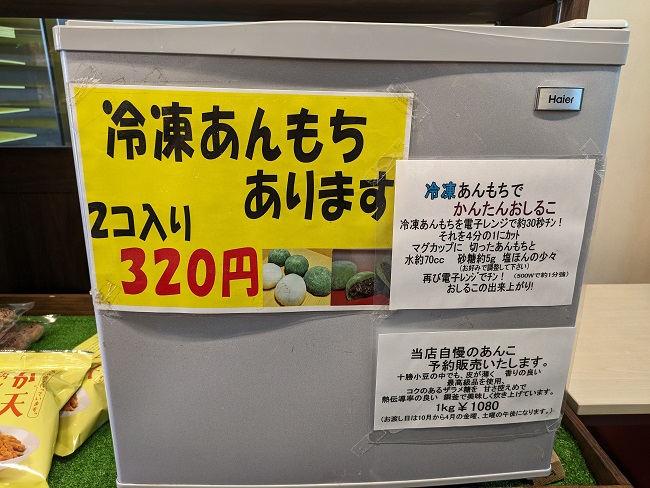 冷凍あんもち
あります
2コ入り
320円
Haier
冷凍あんもちで
かんたんおしるこ
冷凍あんもちを電子レンジで約30秒チン!
それを4分の1にカット
マグカップに 切ったあんもちと
水約70cc 砂糖約5g 塩ほんの少々
(お好みで調整して下さい)
再び電子レンジでチン!(500Wで約1分強)
おしるこの出来上がり!
当店自慢のあんこ
予約販売いたします。
十勝小豆の中でも、皮が薄く 香りの良い
最高級品を使用。
コクのあるザラメ糖を 甘さ控えめで
熱伝導率の良い 銅釜で美味しく炊き上げています。
1kg ¥1080
(お渡し日は10月から4月の金曜、土曜の午後になります。)
天